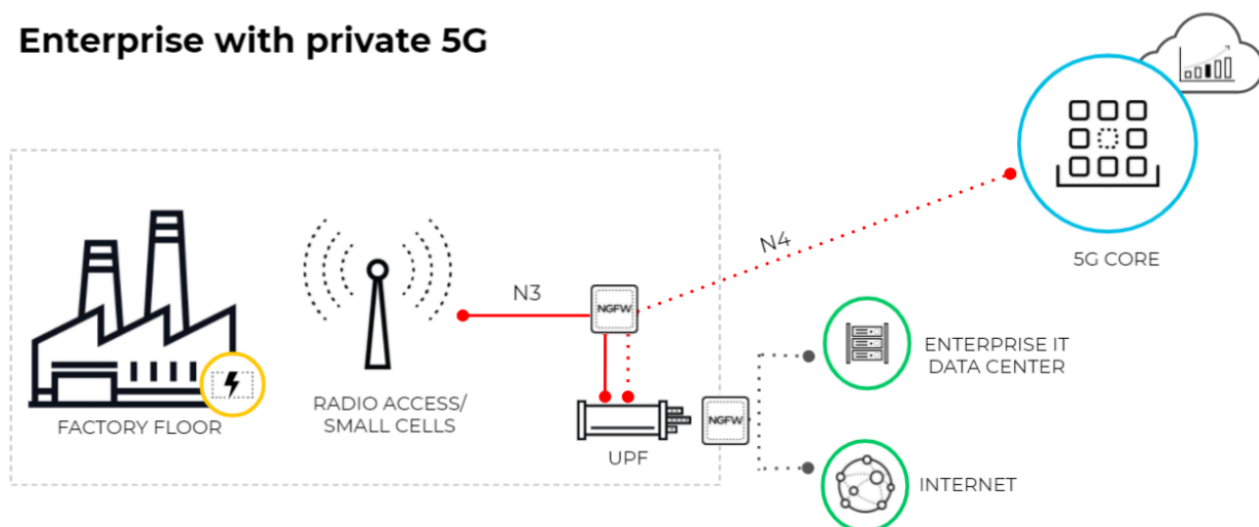 Enterprise with private 5G
5G CORE
N4
N3
NGFW
FACTORY FLOOR
RADIO ACCESS/
SMALL CELLS
UPF
NGFW
ENTERPRISE IT
DATA CENTER
INTERNET